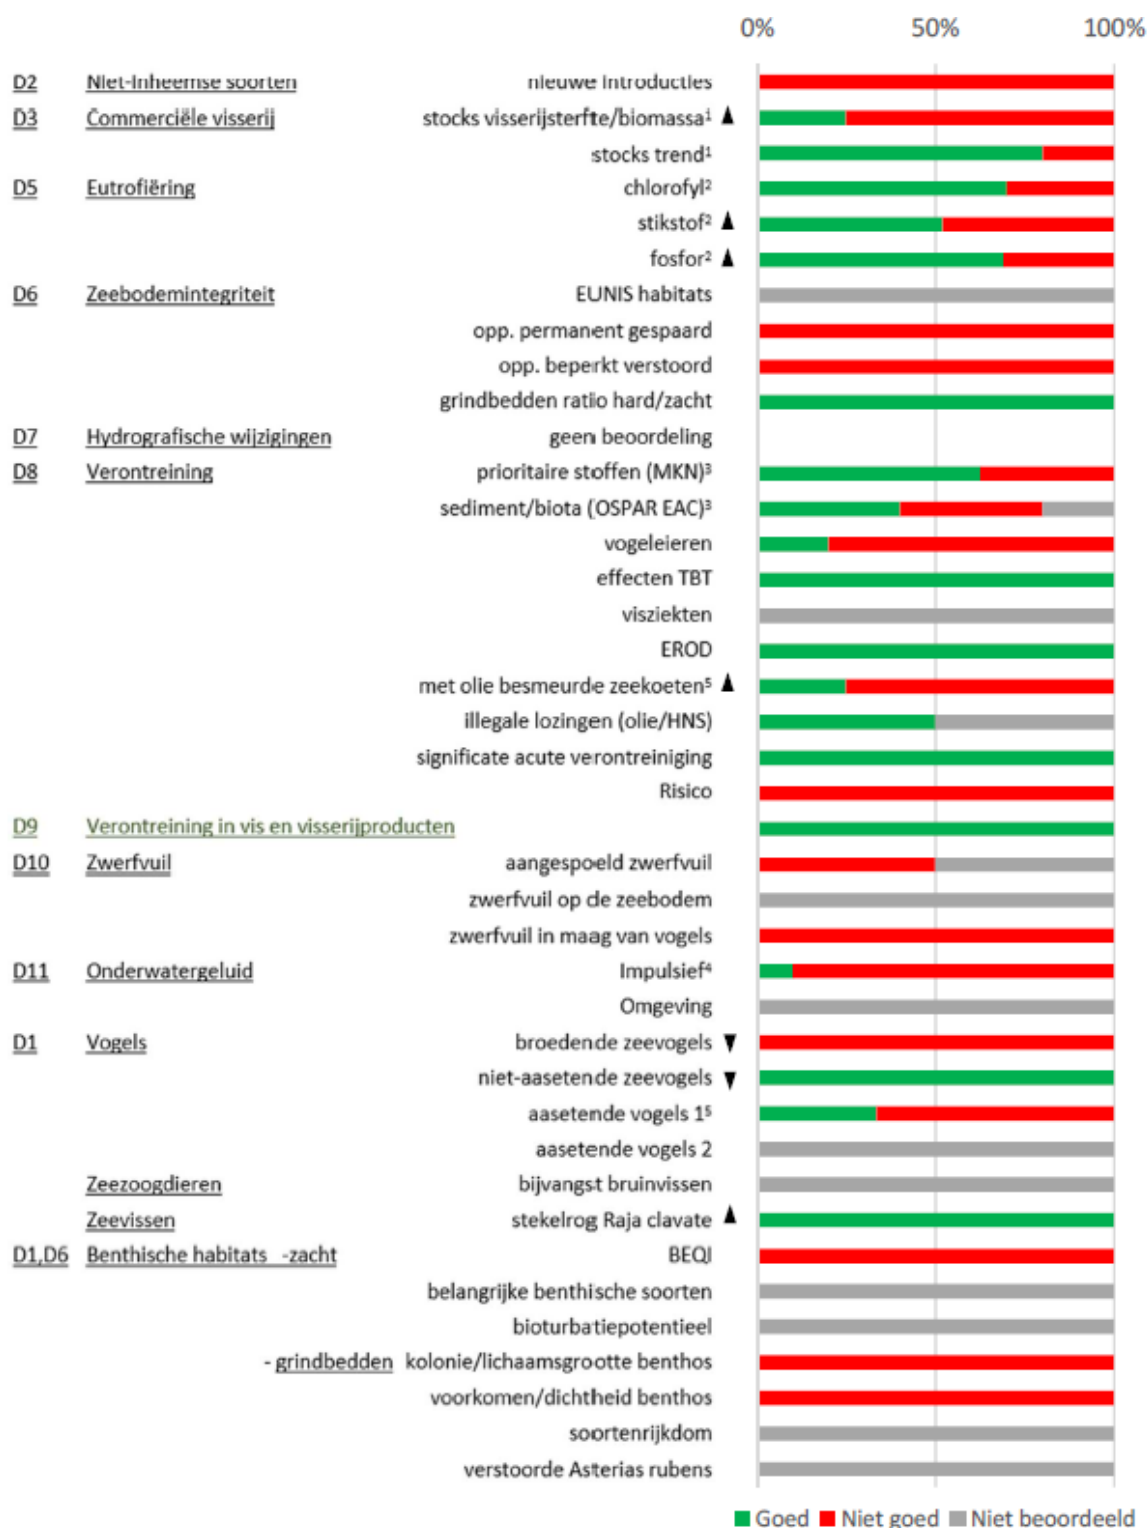 0% 50% 100%
D2 Niet-Inheemse soorten nieuwe Introducties
D3 Commerciële visserij stocks visserijsterfte/biomassa¹ ▲
stocks trend¹
D5 Eutrofiëring chlorofyl²
stikstof² ▲
fosfor² ▲
D6 Zeebodemintegriteit EUNIS habitats
opp. permanent gespaard
opp. beperkt verstoord
grindbedden ratio hard/zacht
D7 Hydrografische wijzigingen geen beoordeling
D8 Verontreining prioritaire stoffen (MKN)³
sediment/biota (OSPAR EAC)³
vogeleieren
effecten TBT
visziekten
EROD
met olie besmeurde zeekoeten⁵ ▲
illegale lozingen (olie/HNS)
significate acute verontreiniging
Risico
D9 Verontreining in vis en visserijproducten
D10 Zwerfvuil aangespoeld zwerfvuil
zwerfvuil op de zeebodem
zwerfvuil in maag van vogels
D11 Onderwatergeluid Impulsief⁴
Omgeving
D1 Vogels broedende zeevogels ▼
niet-aasetende zeevogels ▼
aasetende vogels 1⁵
aasetende vogels 2
Zeezoogdieren bijvangst bruinvissen
Zeevissen stekelrog Raja clavate ▲
D1,D6 Benthische habitats -zacht BEQI
belangrijke benthische soorten
bioturbatiepotentieel
- grindbedden kolonie/lichaamsgrootte benthos
voorkomen/dichtheid benthos
soortenrijkdom
verstoorde Asterias rubens
Goed Niet goed Niet beoordeeld